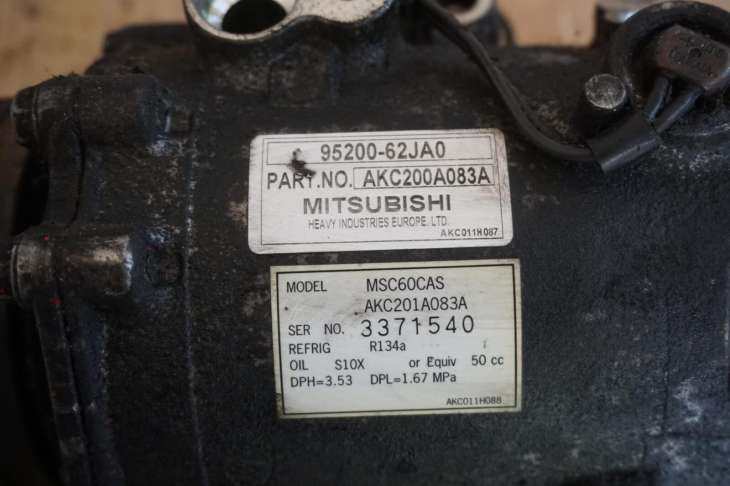 95200-62JA0
PART.NO. AKC200A083A
MITSUBISHI
HEAVY INDUSTRIES EUROPE, LTD.
AKC011H087
MODEL MSC60CAS
AKC201A083A
SER NO. 3371540
REFRIG R134a
OIL S10X or Equiv 50 cc
DPH=3.53 DPL=1.67 MPa
AKC011H088